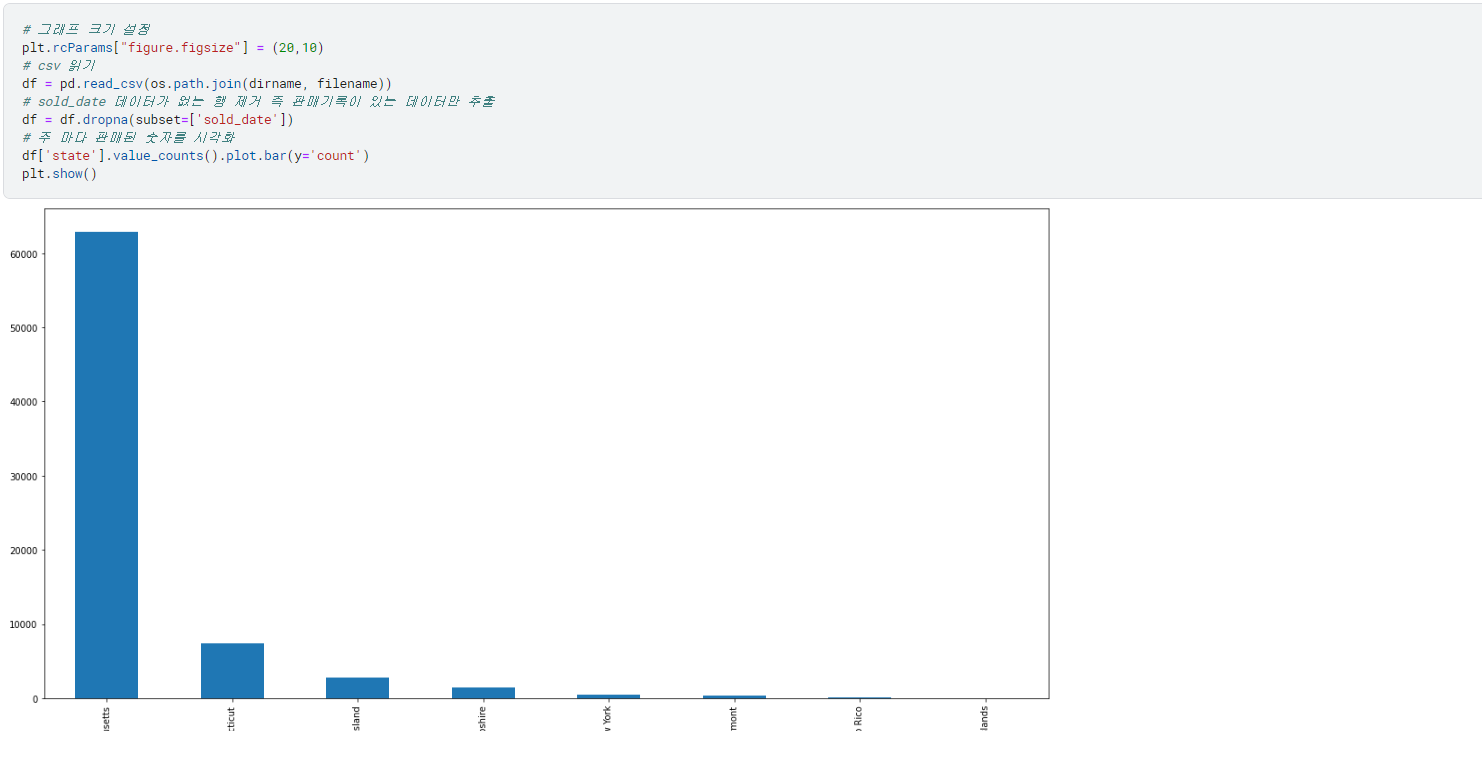 # 그래프 크기 설정
plt.rcParams["figure.figsize"] = (20,10)
# csv 읽기
df = pd.read_csv(os.path.join(dirname, filename))
# sold_date 데이터가 없는 행 제거 즉 판매기록이 있는 데이터만 추출
df = df.dropna(subset=['sold_date'])
# 주 마다 판매된 숫자를 시각화
df['state'].value_counts().plot.bar(y='count')
plt.show()
60000
50000
40000
30000
20000
10000
0
setts
cticut
sland
shire
York
mont
Rico
lands